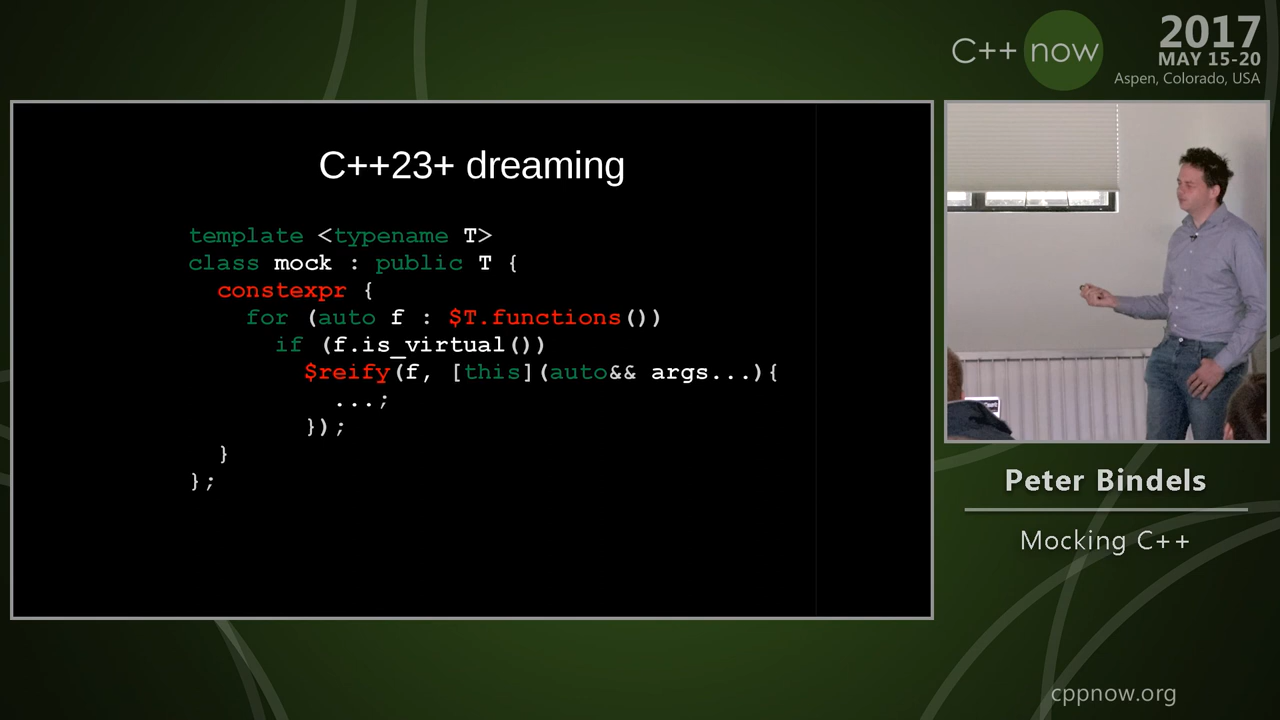 C++ now
2017
MAY 15-20
Aspen, Colorado, USA
C++23+ dreaming
template <typename T>
class mock : public T {
constexpr {
for (auto f : $T.functions())
if (f.is_virtual())
$reify(f, [this](auto&& args...){
...;
});
}
};
Peter Bindels
Mocking C++
cppnow.org